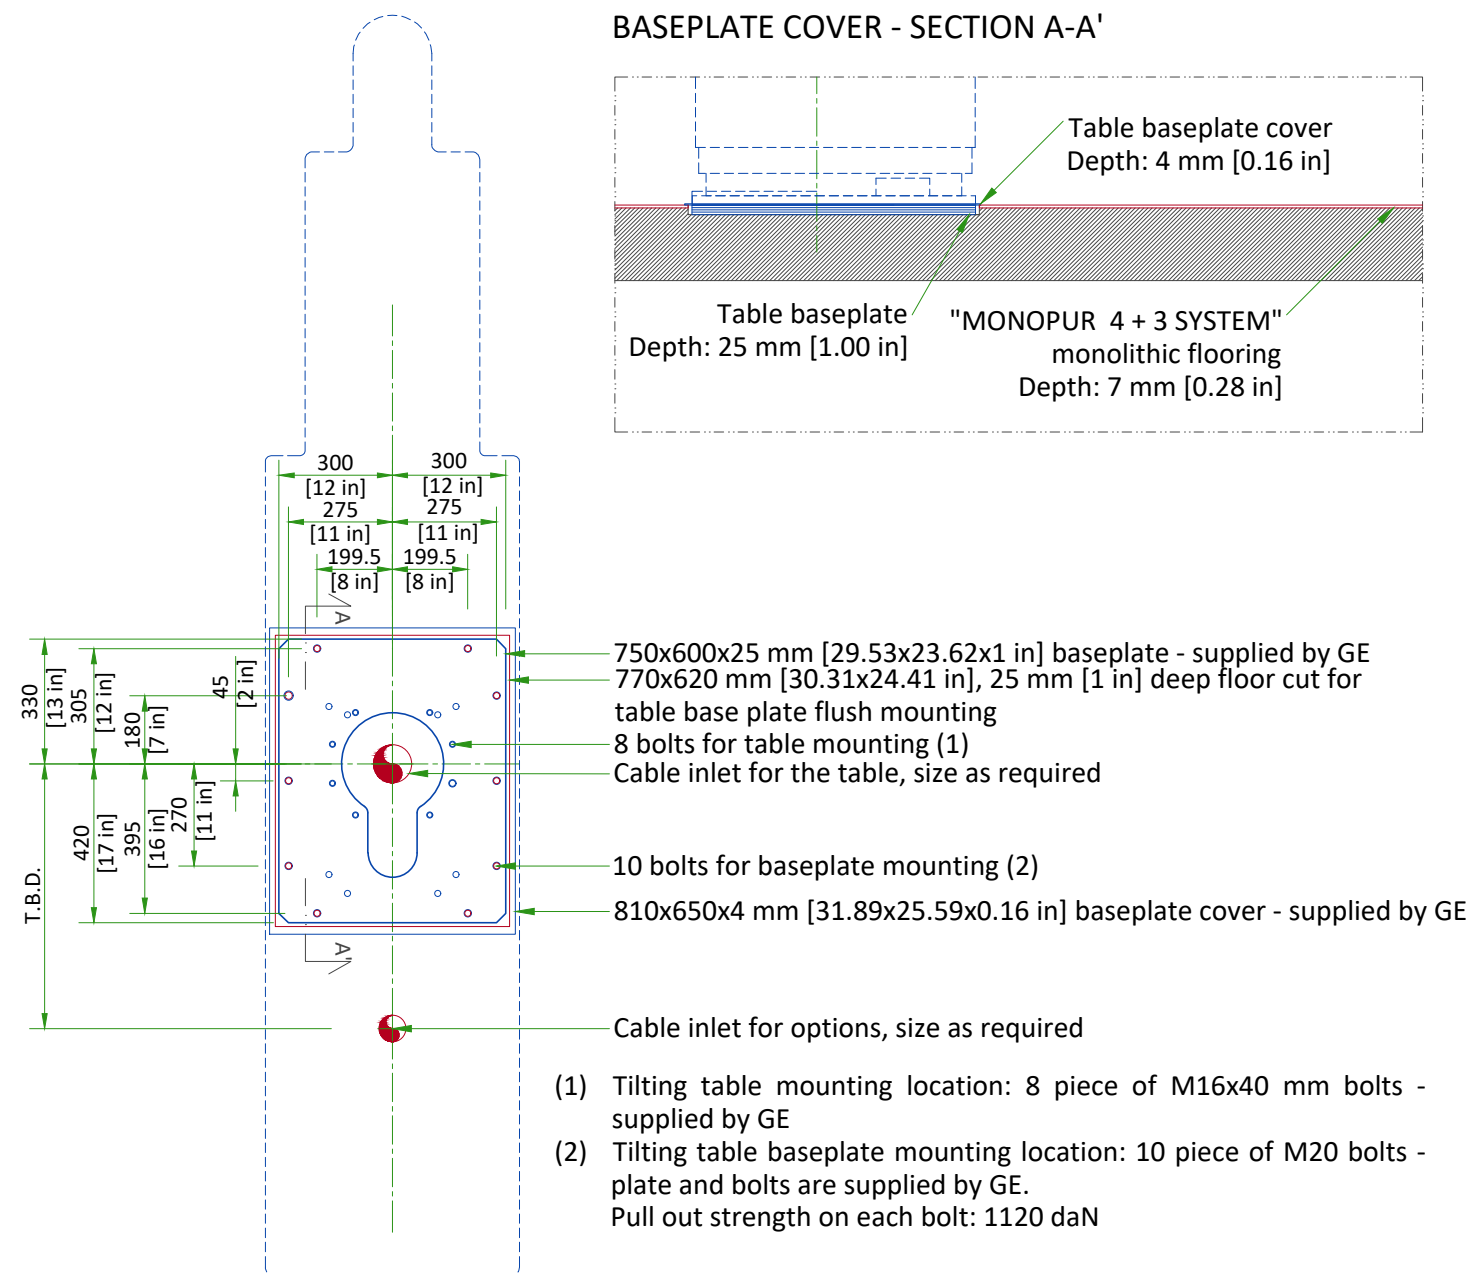 BASEPLATE COVER - SECTION A-A'
Table baseplate cover
Depth: 4 mm [0.16 in]
Table baseplate
Depth: 25 mm [1.00 in]
"MONOPUR 4 + 3 SYSTEM"
monolithic flooring
Depth: 7 mm [0.28 in]
300
[12 in]
300
[12 in]
275
[11 in]
275
[11 in]
199.5
[8 in]
199.5
[8 in]
A
330
[13 in]
305
[12 in]
180
[7 in]
45
[2 in]
420
[17 in]
395
[16 in]
270
[11 in]
T.B.D.
A'
750x600x25 mm [29.53x23.62x1 in] baseplate - supplied by GE
770x620 mm [30.31x24.41 in], 25 mm [1 in] deep floor cut for
table base plate flush mounting
8 bolts for table mounting (1)
Cable inlet for the table, size as required
10 bolts for baseplate mounting (2)
810x650x4 mm [31.89x25.59x0.16 in] baseplate cover - supplied by GE
Cable inlet for options, size as required
(1) Tilting table mounting location: 8 piece of M16x40 mm bolts -
supplied by GE
(2) Tilting table baseplate mounting location: 10 piece of M20 bolts -
plate and bolts are supplied by GE.
Pull out strength on each bolt: 1120 daN